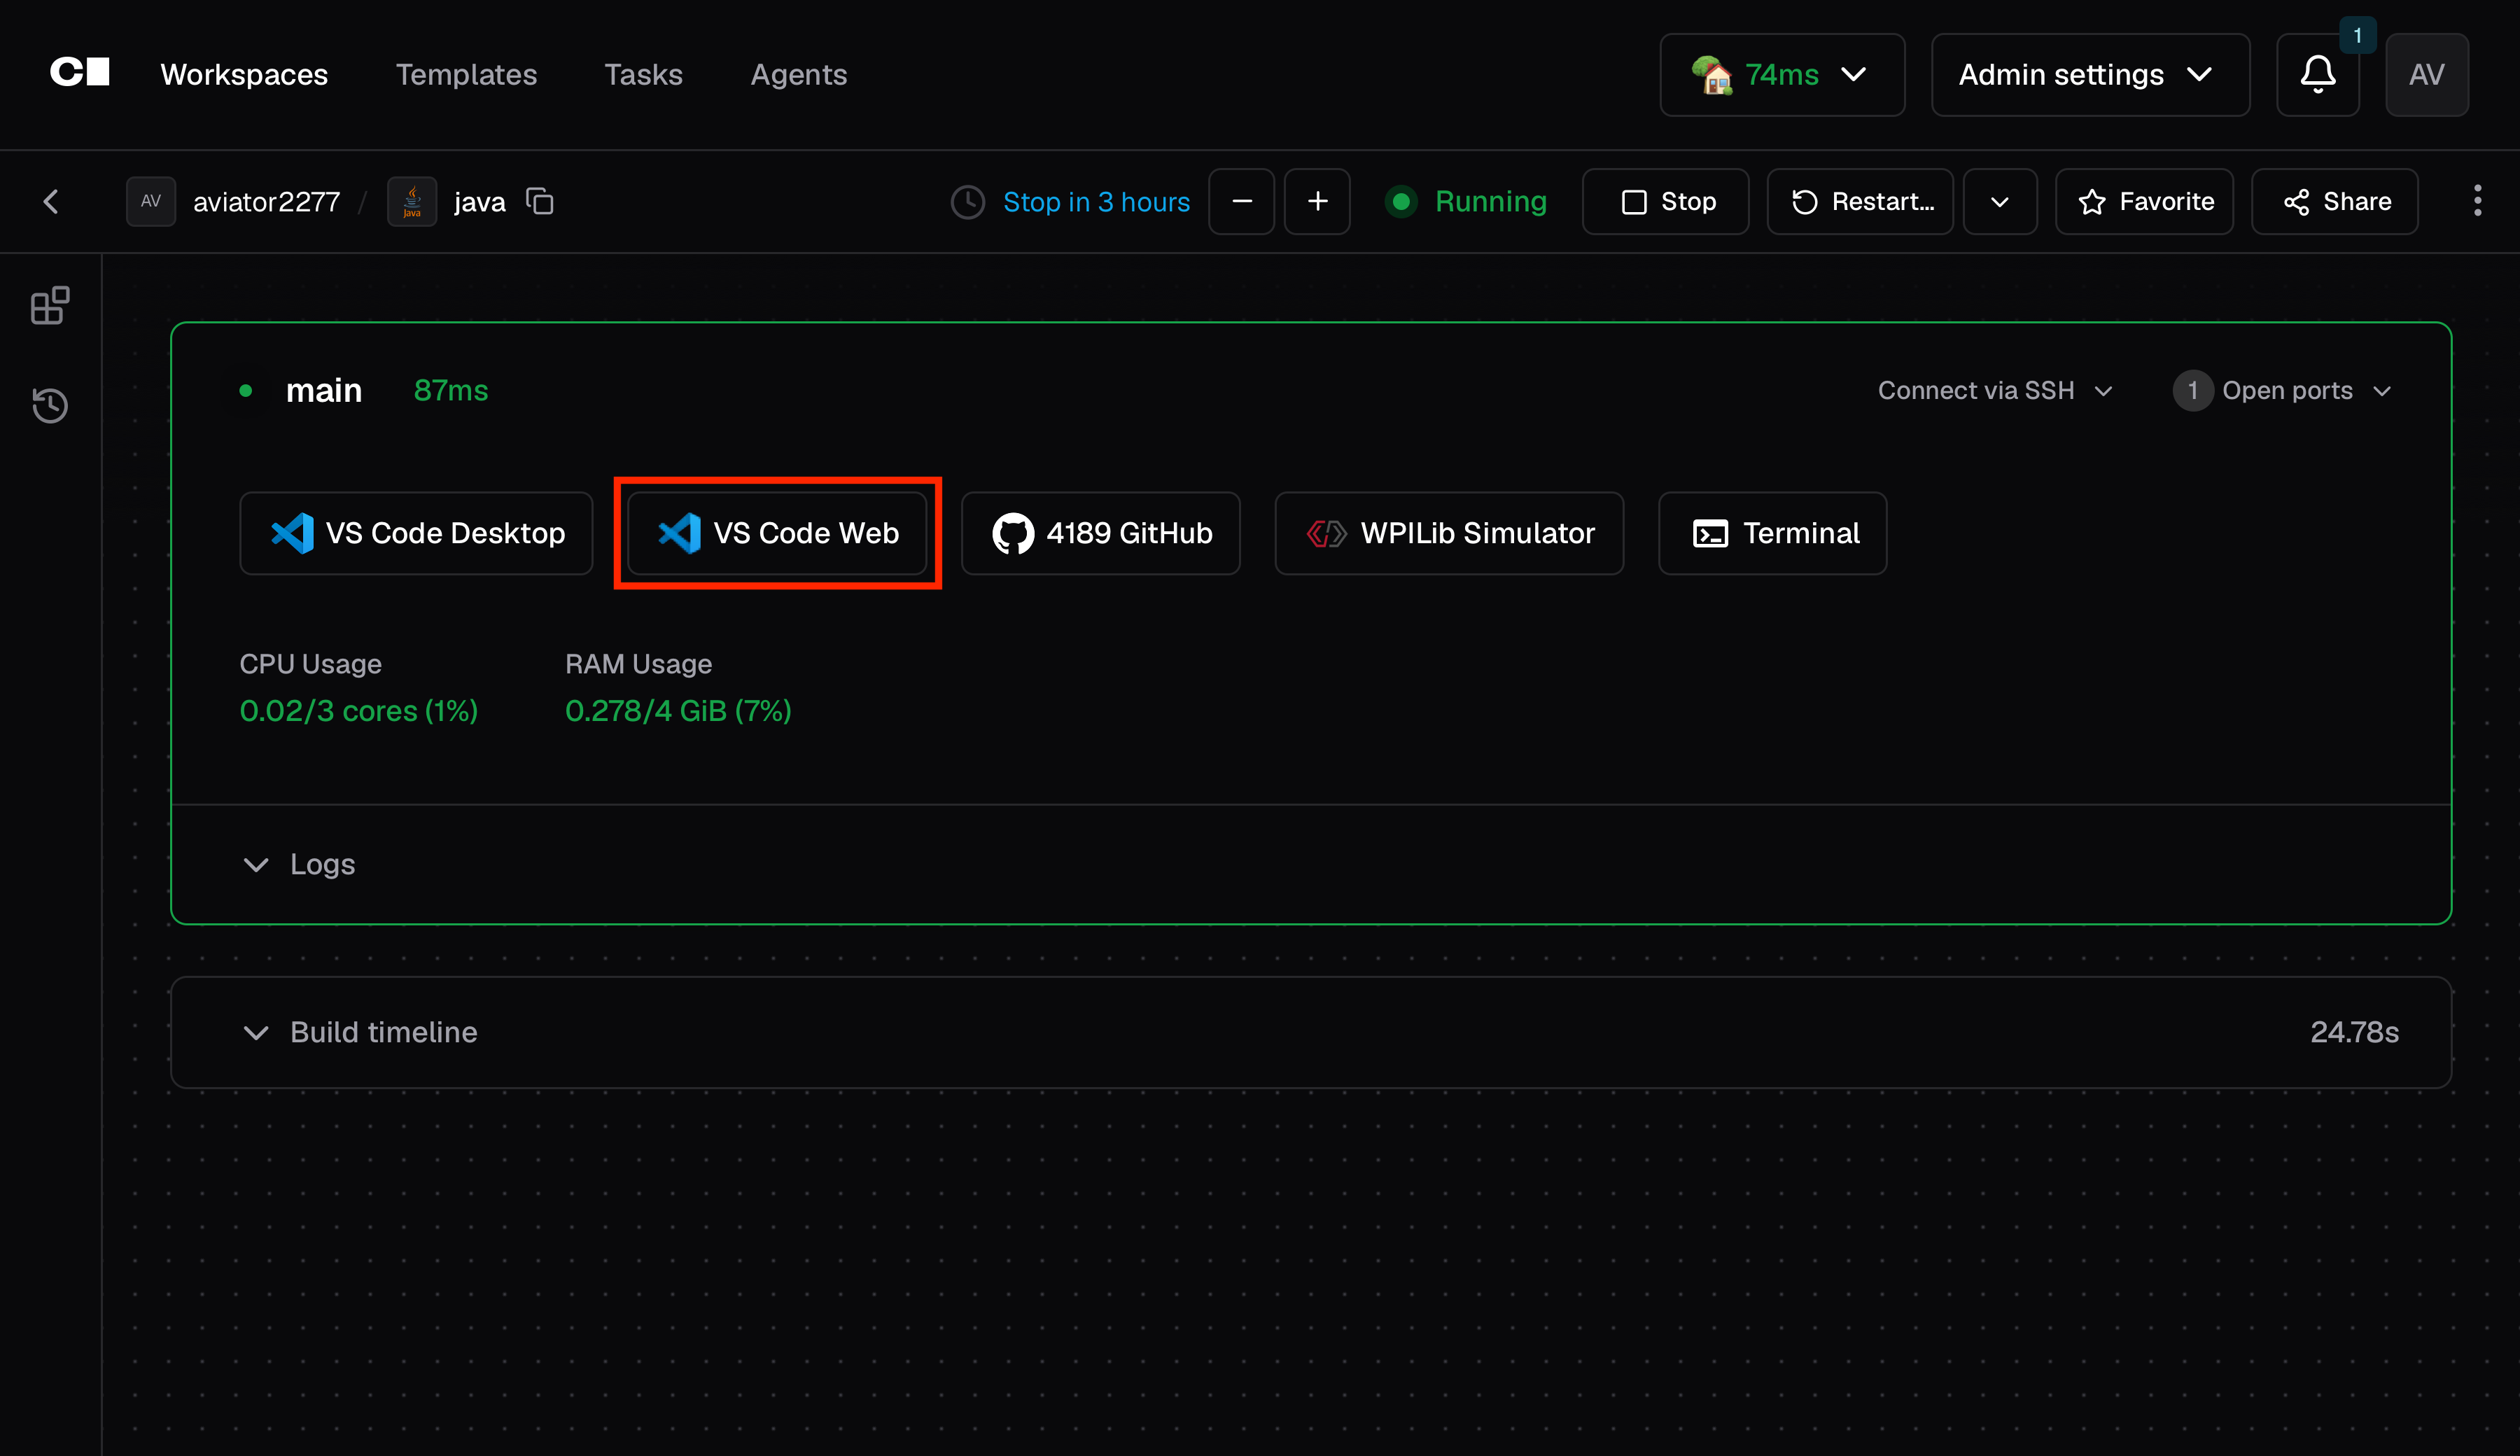 Workspaces Templates Tasks Agents 74ms Admin settings 1 AV
AV aviator2277 / Java java Stop in 3 hours Running Stop Restart... Favorite Share
main 87ms Connect via SSH 1 Open ports
VS Code Desktop VS Code Web 4189 GitHub WPILib Simulator Terminal
CPU Usage RAM Usage
0.02/3 cores (1%) 0.278/4 GiB (7%)
Logs
Build timeline 24.78s